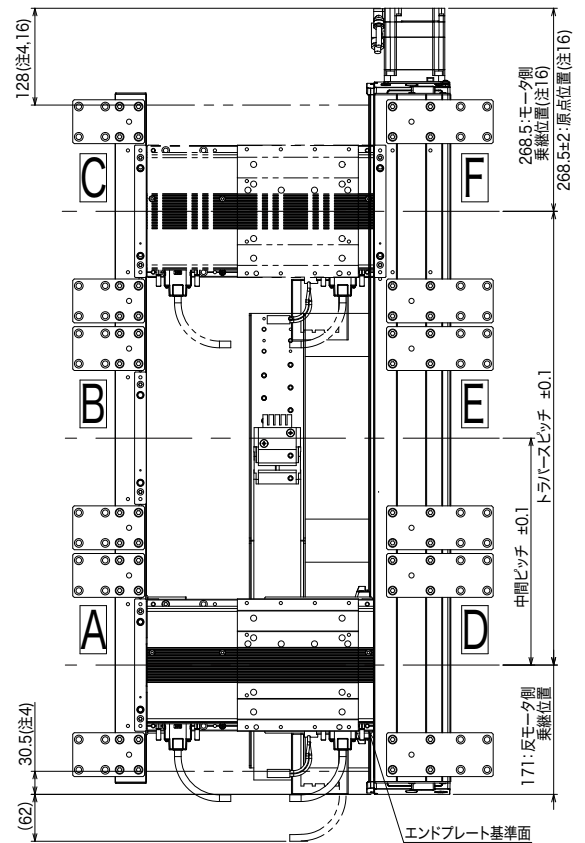 128(注4,16)
268.5:モータ側
乗継位置(注16)
268.5±2:原点位置(注16)
C
F
B
E
トラバースピッチ ±0.1
中間ピッチ ±0.1
A
D
30.5(注4)
171:反モータ側
乗継位置
(62)
エンドプレート基準面